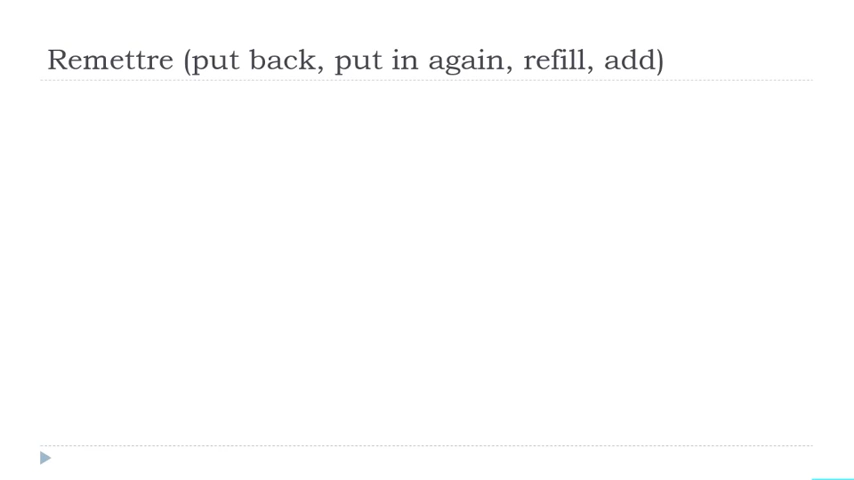 Remettre (put back, put in again, refill, add)